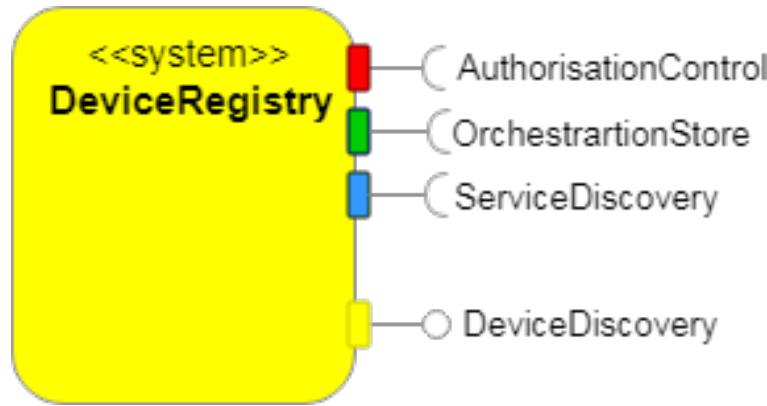 <<system>>
DeviceRegistry
AuthorisationControl
OrchestrartionStore
ServiceDiscovery
DeviceDiscovery